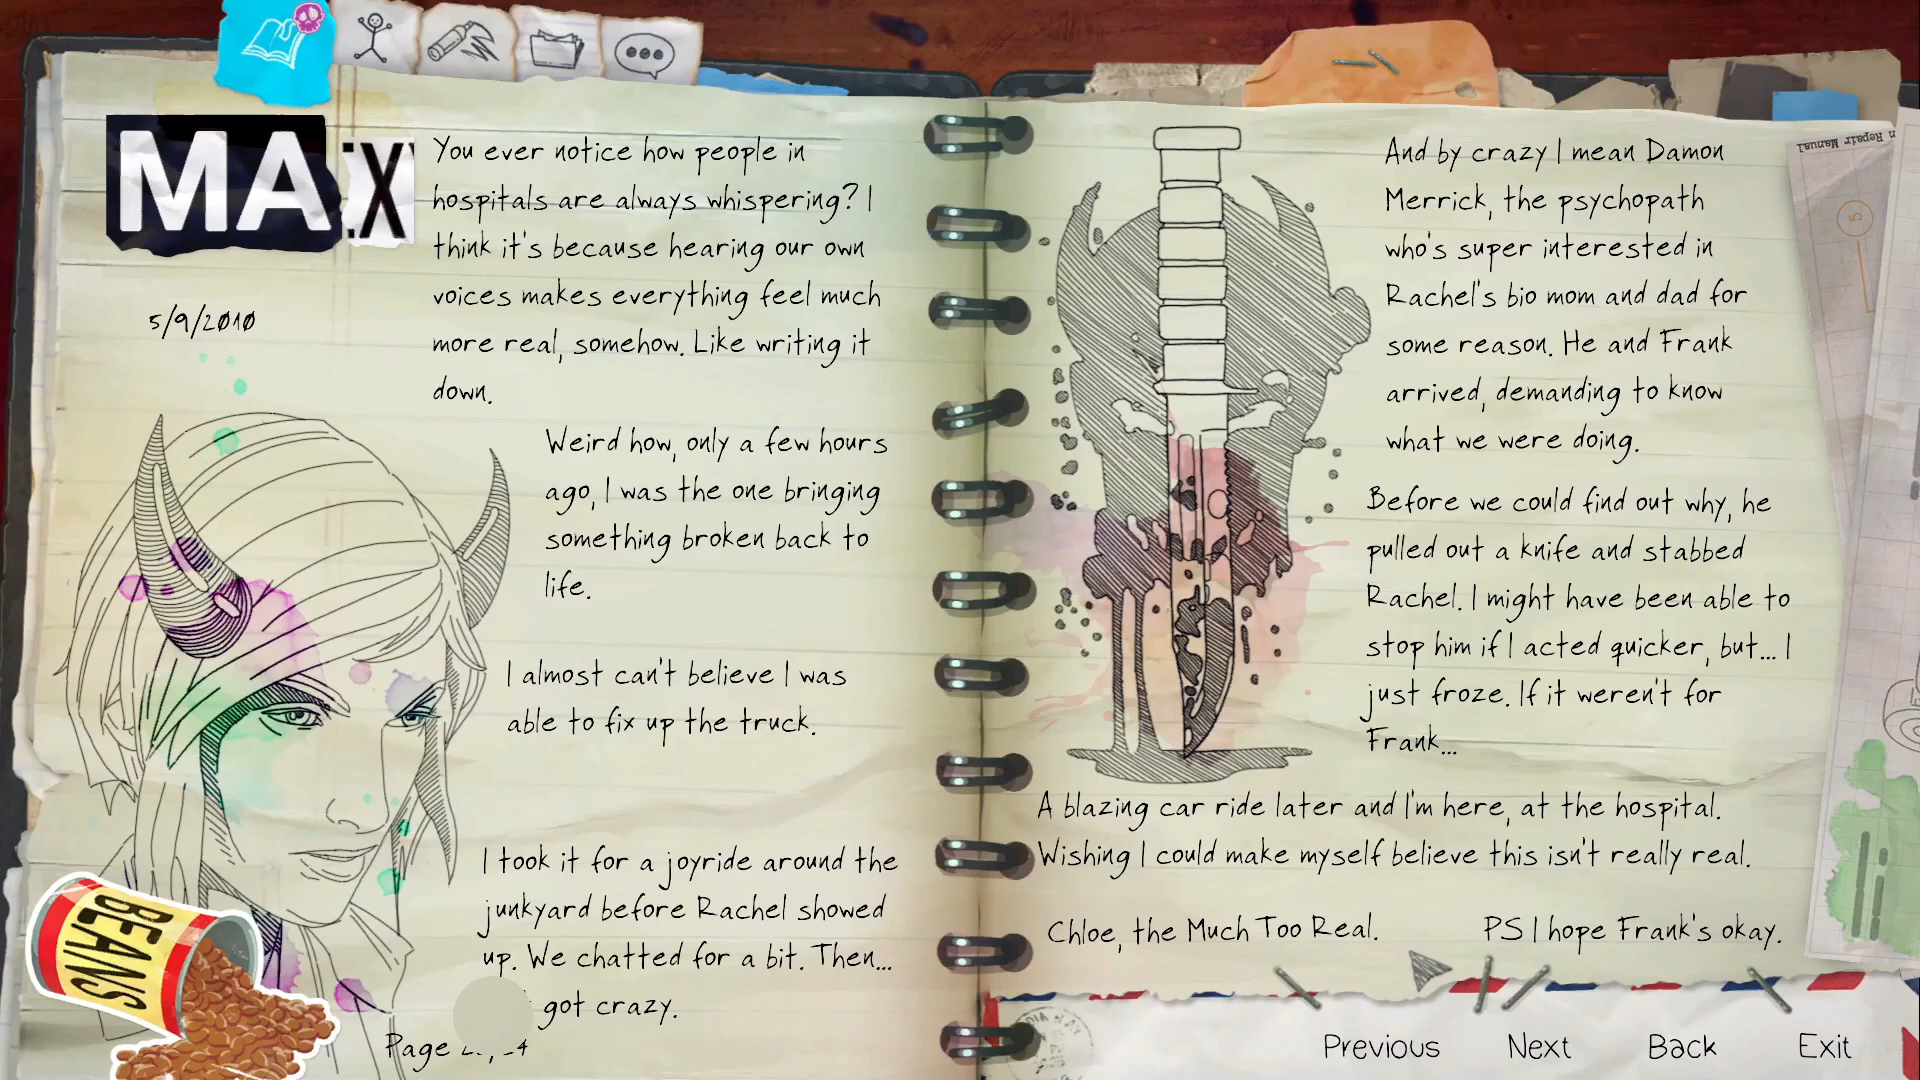 MAX
5/9/2010
You ever notice how people in
hospitals are always whispering? I
think it's because hearing our own
voices makes everything feel much
more real, somehow. Like writing it
down.
Weird how, only a few hours
ago, I was the one bringing
something broken back to
life.
I almost can't believe I was
able to fix up the truck.
I took it for a joyride around the
junkyard before Rachel showed
up. We chatted for a bit. Then...
got crazy.
BEANS
Page
And by crazy I mean Damon
Merrick, the psychopath
who's super interested in
Rachel's bio mom and dad for
some reason. He and Frank
arrived, demanding to know
what we were doing.
Before we could find out why, he
pulled out a knife and stabbed
Rachel. I might have been able to
stop him if I acted quicker, but... I
just froze. If it weren't for
Frank...
A blazing car ride later and I'm here, at the hospital.
Wishing I could make myself believe this isn't really real.
Chloe, the Much Too Real.
PS I hope Frank's okay.
n Repair
Manual
5
Previous Next Back Exit